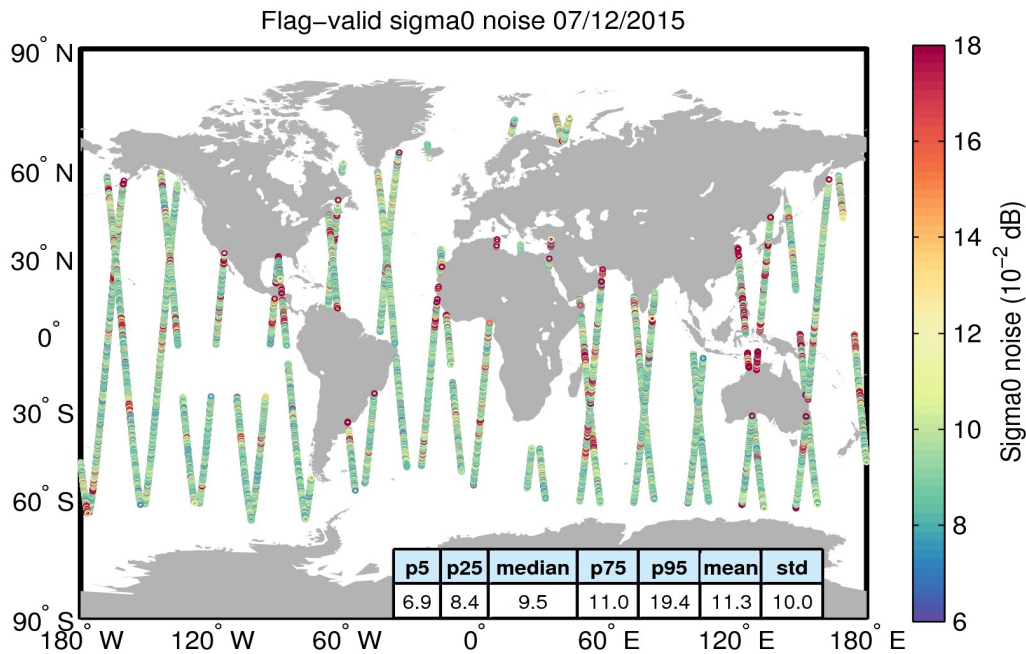 Flag−valid sigma0 noise 07/12/2015
90° N
60° N
30° N
0°
30° S
60° S
90° S
180° W
120° W
60° W
0°
60° E
120° E
180° E
p5 p25 median p75 p95 mean std
6.9 8.4 9.5 11.0 19.4 11.3 10.0
18
16
14
12
10
8
6
Sigma0 noise (10⁻² dB)